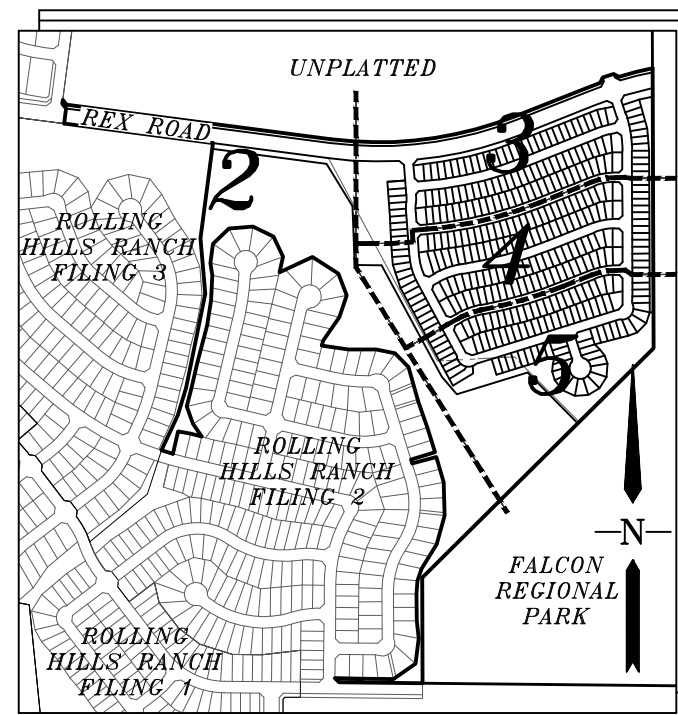 UNPLATTED
REX ROAD
3
2
ROLLING
HILLS RANCH
FILING 3
4
5
ROLLING
HILLS RANCH
FILING 2
N
FALCON
REGIONAL
PARK
ROLLING
HILLS RANCH
FILING 1